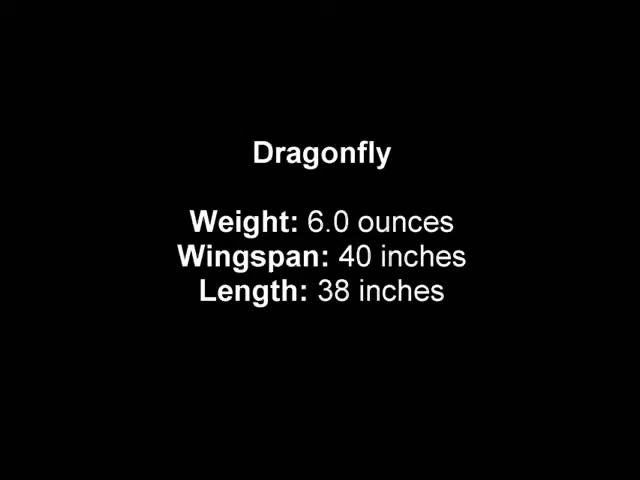 Dragonfly
Weight: 6.0 ounces
Wingspan: 40 inches
Length: 38 inches